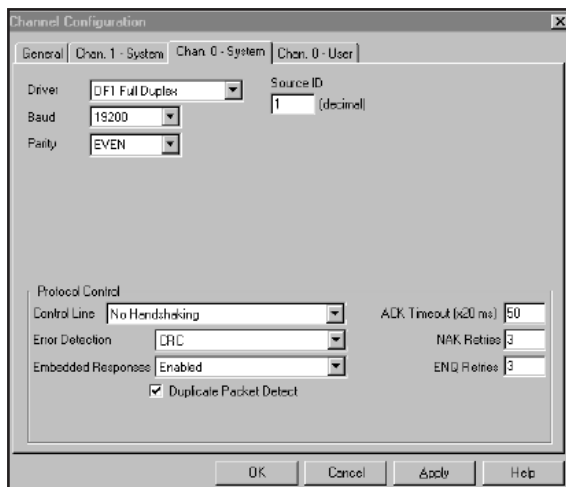 Channel Configuration
General Chan. 1 - System Chan. 0 - System Chan. 0 - User
Driver DF1 Full Duplex Source ID
1 (decimal)
Baud 19200
Parity EVEN
Protocol Control
Control Line No Handshaking ACK Timeout (x20 ms) 50
Error Detection CRC NAK Retries 3
Embedded Responses Enabled ENQ Retries 3
Duplicate Packet Detect
OK Cancel Apply Help